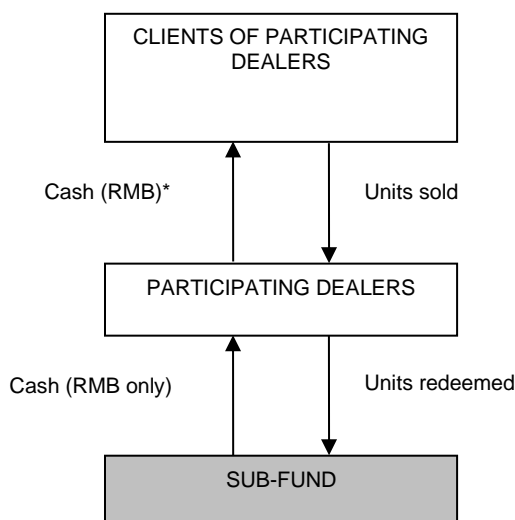 CLIENTS OF PARTICIPATING
DEALERS
Cash (RMB)*
Units sold
PARTICIPATING DEALERS
Cash (RMB only)
Units redeemed
SUB-FUND